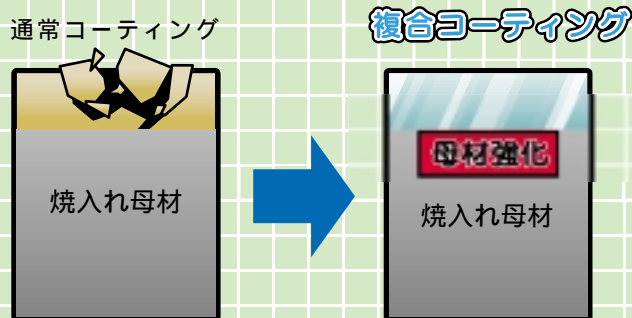 通常コーティング
複合コーティング
母材強化
焼入れ母材
焼入れ母材